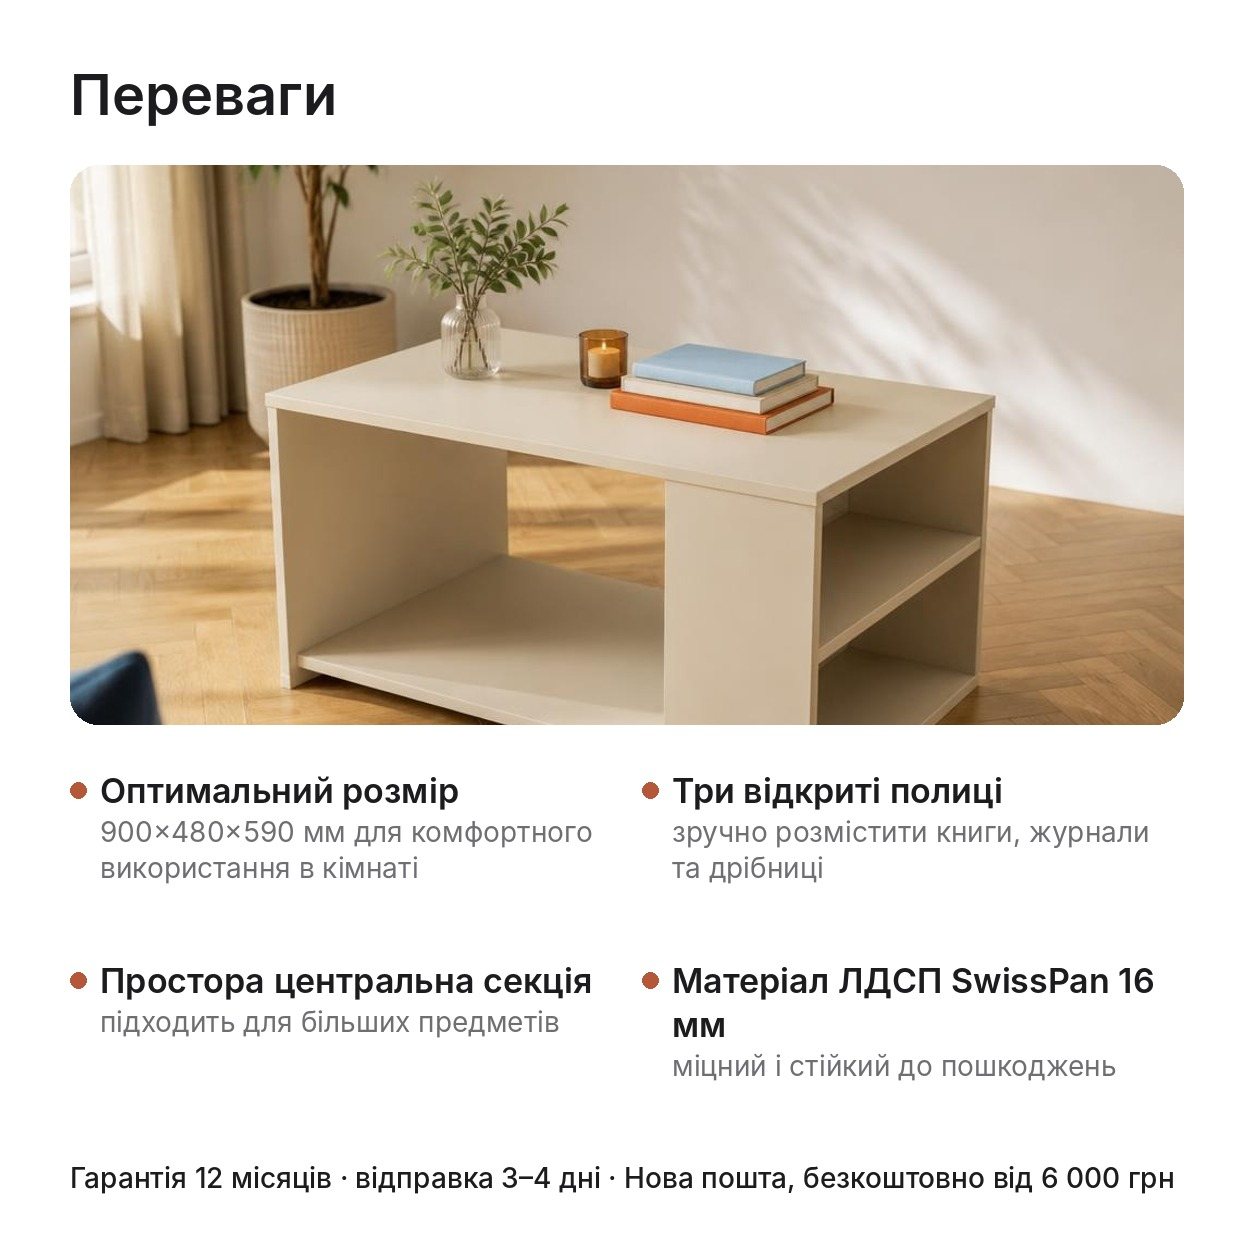 Переваги
Оптимальний розмір
900×480×590 мм для комфортного
використання в кімнаті
Три відкриті полиці
зручно розмістити книги, журнали
та дрібниці
Простора центральна секція
підходить для більших предметів
Матеріал ЛДСП SwissPan 16
мм
міцний і стійкий до пошкоджень
Гарантія 12 місяців · відправка 3–4 дні · Нова пошта, безкоштовно від 6 000 грн